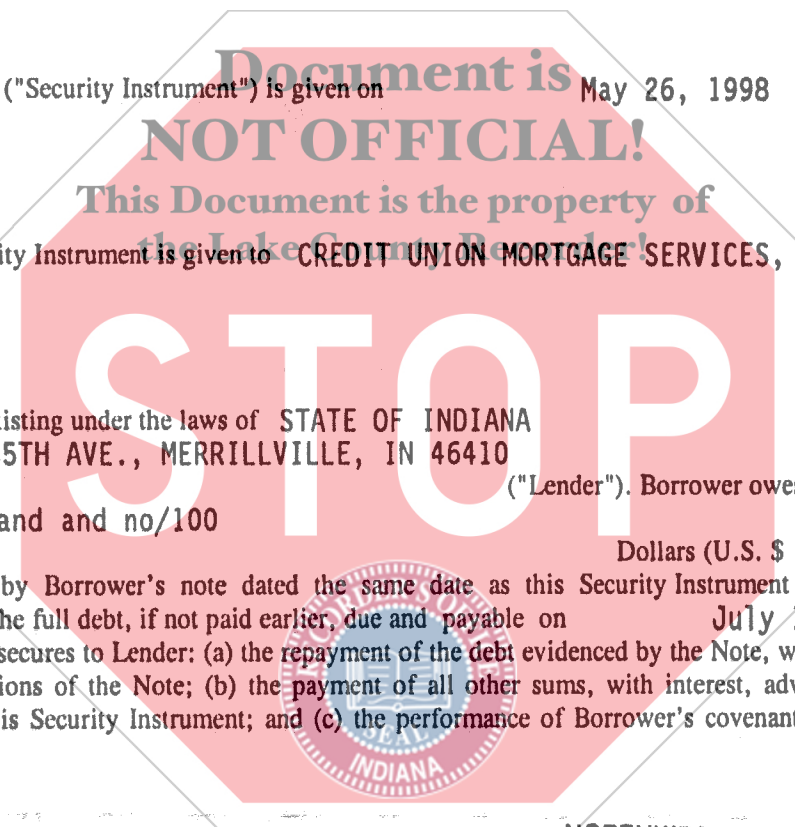 Document is
("Security Instrument") is given on May 26, 1998
NOT OFFICIAL!
This Document is the property of
the Lake County Recorder!
ity Instrument is given to CREDIT UNION MORTGAGE SERVICES,
STOP
isting under the laws of STATE OF INDIANA
5TH AVE., MERRILLVILLE, IN 46410
("Lender"). Borrower owes
and and no/100
Dollars (U.S. $
by Borrower's note dated the same date as this Security Instrument
he full debt, if not paid earlier, due and payable on July
secures to Lender: (a) the repayment of the debt evidenced by the Note, w
ions of the Note; (b) the payment of all other sums, with interest, adv
is Security Instrument; and (c) the performance of Borrower's covenant
SEAL
INDIANA